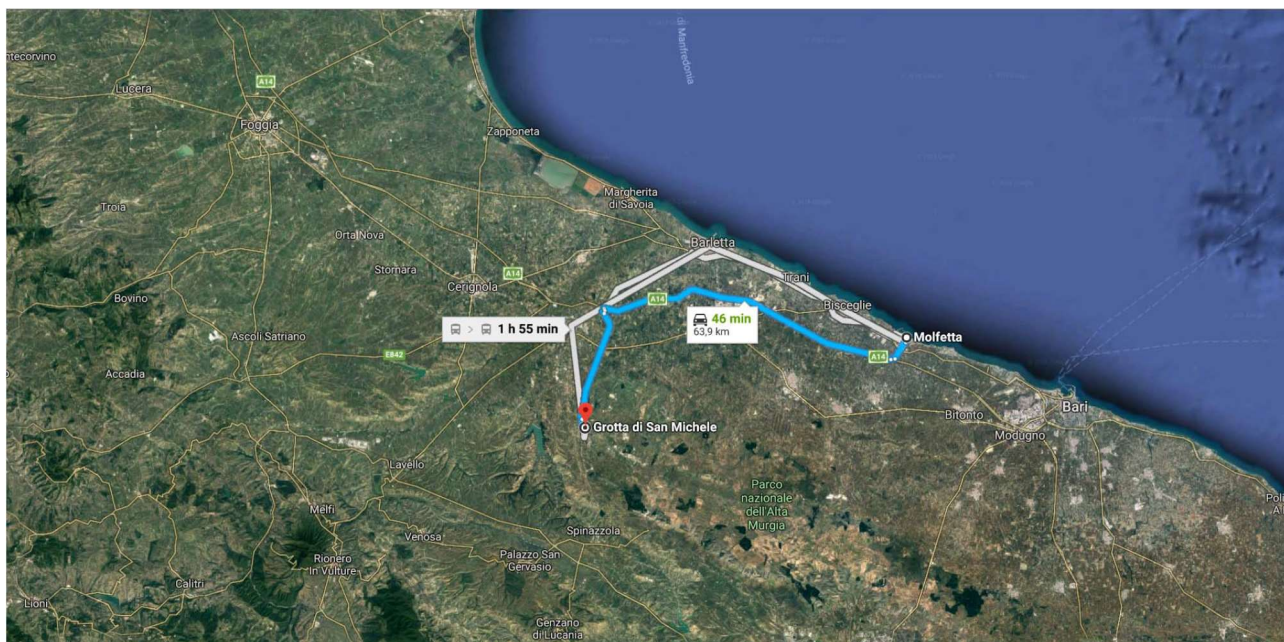 di Manfredonia
Lucera
A14
Foggia
Zapponeta
Margherita
di Savoia
Troia
Orta Nova
Barletta
Stornara
A14
Trani
Cerignola
Bovino
A14
Bisceglie
46 min
63,9 km
1 h 55 min
Ascoli Satriano
Molfetta
E842
A14
Accadia
Bari
Bitonto
Grotta di San Michele
Modugno
Lavello
Parco
nazionale
dell'Alta
Murgia
Melfi
Spinazzola
Venosa
Rionero
In Vulture
Palazzo San
Gervasio
Calitri
Lioni
Genzano
di Lucania